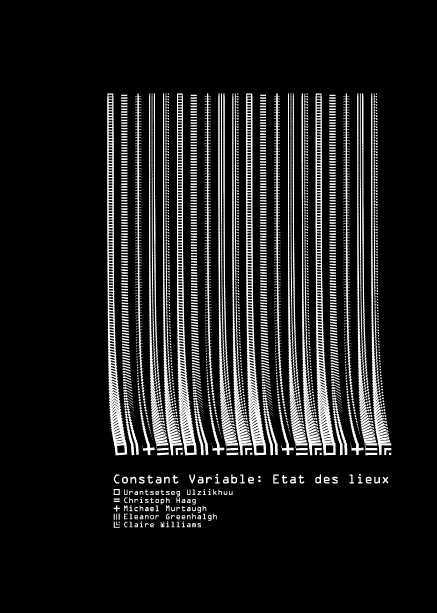 Constant Variable: Etat des lieux
Urantsetseg Ulziikhuu
Christoph Haag
Michael Murtaugh
Eleanor Greenhalgh
Claire Williams